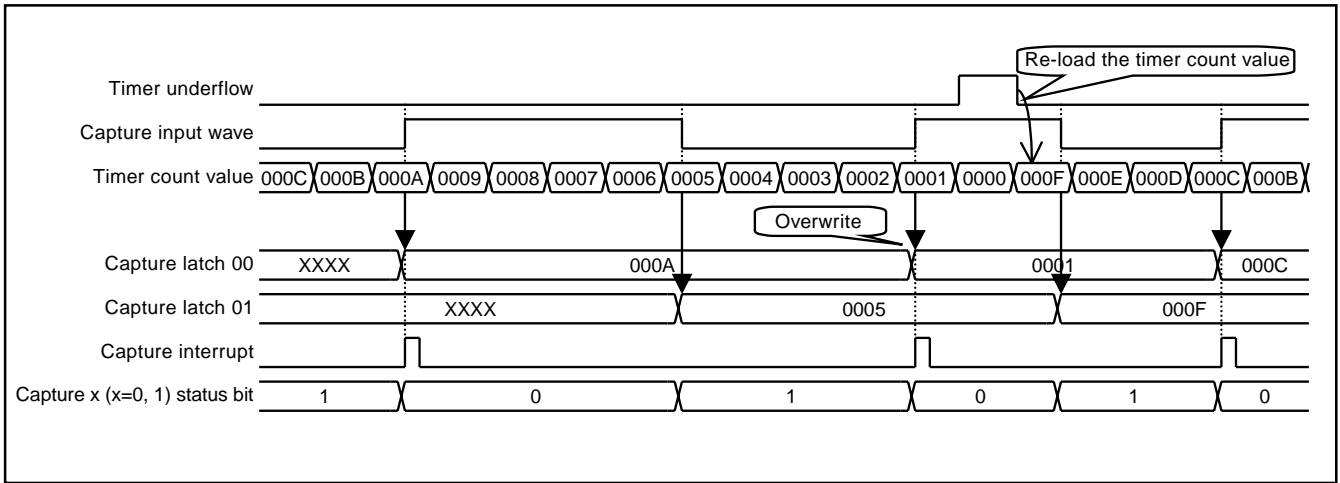 Re-load the timer count value
Timer underflow
Capture input wave
Timer count value 000C 000B 000A 0009 0008 0007 0006 0005 0004 0003 0002 0001 0000 000F 000E 000D 000C 000B
Overwrite
Capture latch 00 XXXX 000A 0001 000C
Capture latch 01 XXXX 0005 000F
Capture interrupt
Capture x (x=0, 1) status bit 1 0 1 0 1 0